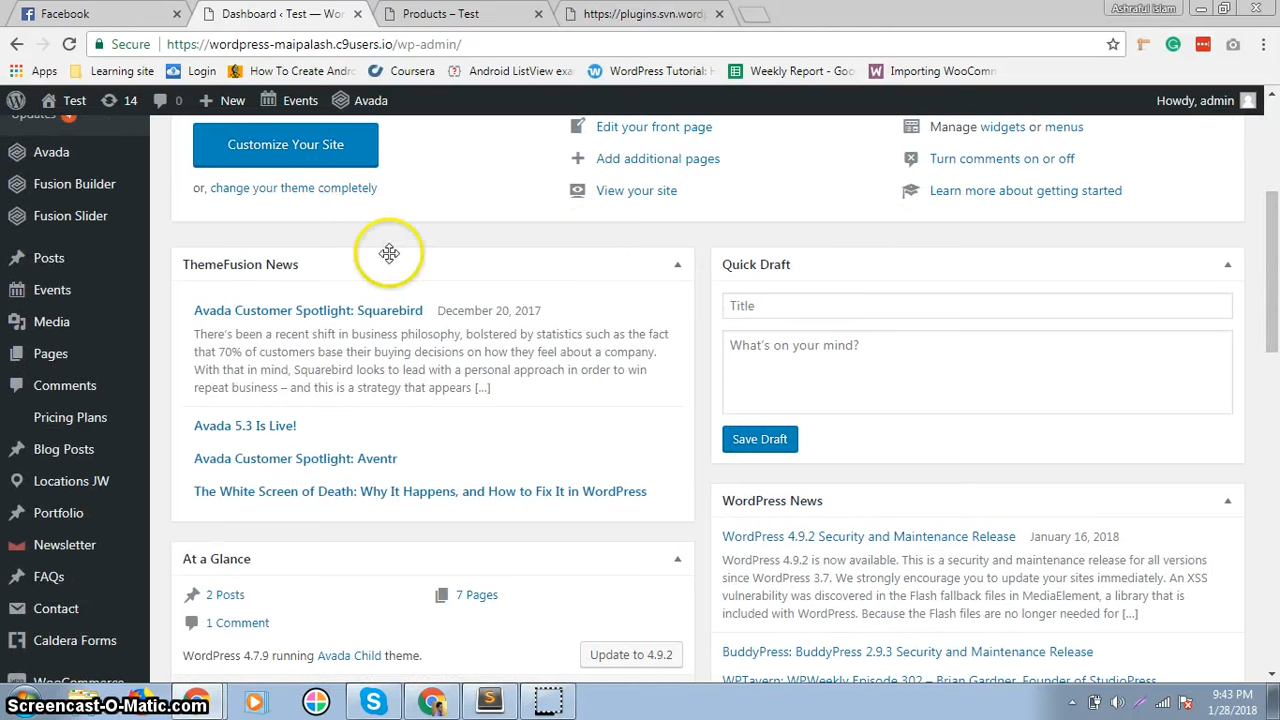 Facebook
Dashboard ‹ Test — Wor
Products – Test
https://plugins.svn.wordp
Ashraful islam
Secure
https://wordpress-maipalash.c9users.io/wp-admin/
Apps
Learning site
Login
How To Create Andro
Coursera
Android ListView exa
WordPress Tutorial:
Weekly Report - Goo
Importing WooComm
Test
14
0
New
Events
Avada
Howdy, admin
Updates
Avada
Fusion Builder
Fusion Slider
Posts
Events
Media
Pages
Comments
Pricing Plans
Blog Posts
Locations JW
Portfolio
Newsletter
FAQs
Contact
Caldera Forms
WooCommerce
Customize Your Site
or, change your theme completely
Edit your front page
Add additional pages
View your site
Manage widgets or menus
Turn comments on or off
Learn more about getting started
ThemeFusion News
Avada Customer Spotlight: Squarebird December 20, 2017
There's been a recent shift in business philosophy, bolstered by statistics such as the fact
that 70% of customers base their buying decisions on how they feel about a company.
With that in mind, Squarebird looks to lead with a personal approach in order to win
repeat business – and this is a strategy that appears […]
Avada 5.3 Is Live!
Avada Customer Spotlight: Aventr
The White Screen of Death: Why It Happens, and How to Fix It in WordPress
At a Glance
2 Posts
7 Pages
1 Comment
WordPress 4.7.9 running Avada Child theme.
Update to 4.9.2
Quick Draft
Title
What's on your mind?
Save Draft
WordPress News
WordPress 4.9.2 Security and Maintenance Release January 16, 2018
WordPress 4.9.2 is now available. This is a security and maintenance release for all versions
since WordPress 3.7. We strongly encourage you to update your sites immediately. An XSS
vulnerability was discovered in the Flash fallback files in MediaElement, a library that is
included with WordPress. Because the Flash files are no longer needed for […]
BuddyPress: BuddyPress 2.9.3 Security and Maintenance Release
WPTavern: WPWeekly Episode 302 – Brian Gardner, Founder of StudioPress
Screencast-O-Matic.com
9:43 PM
1/28/2018